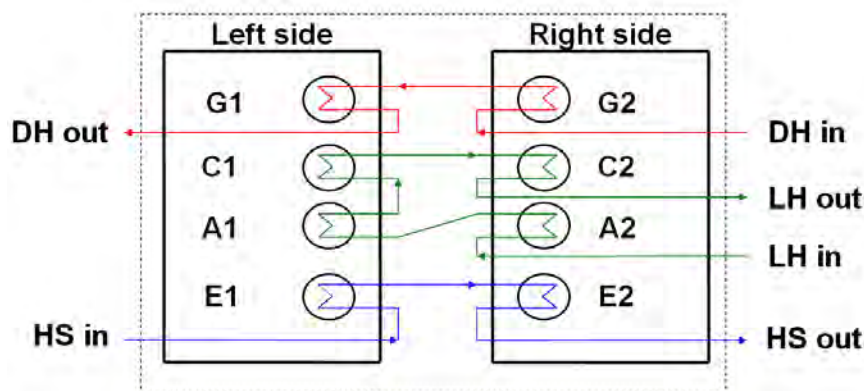 Left side Right side
G1 G2
DH out DH in
C1 C2
LH out
A1 A2
LH in
E1 E2
HS in HS out